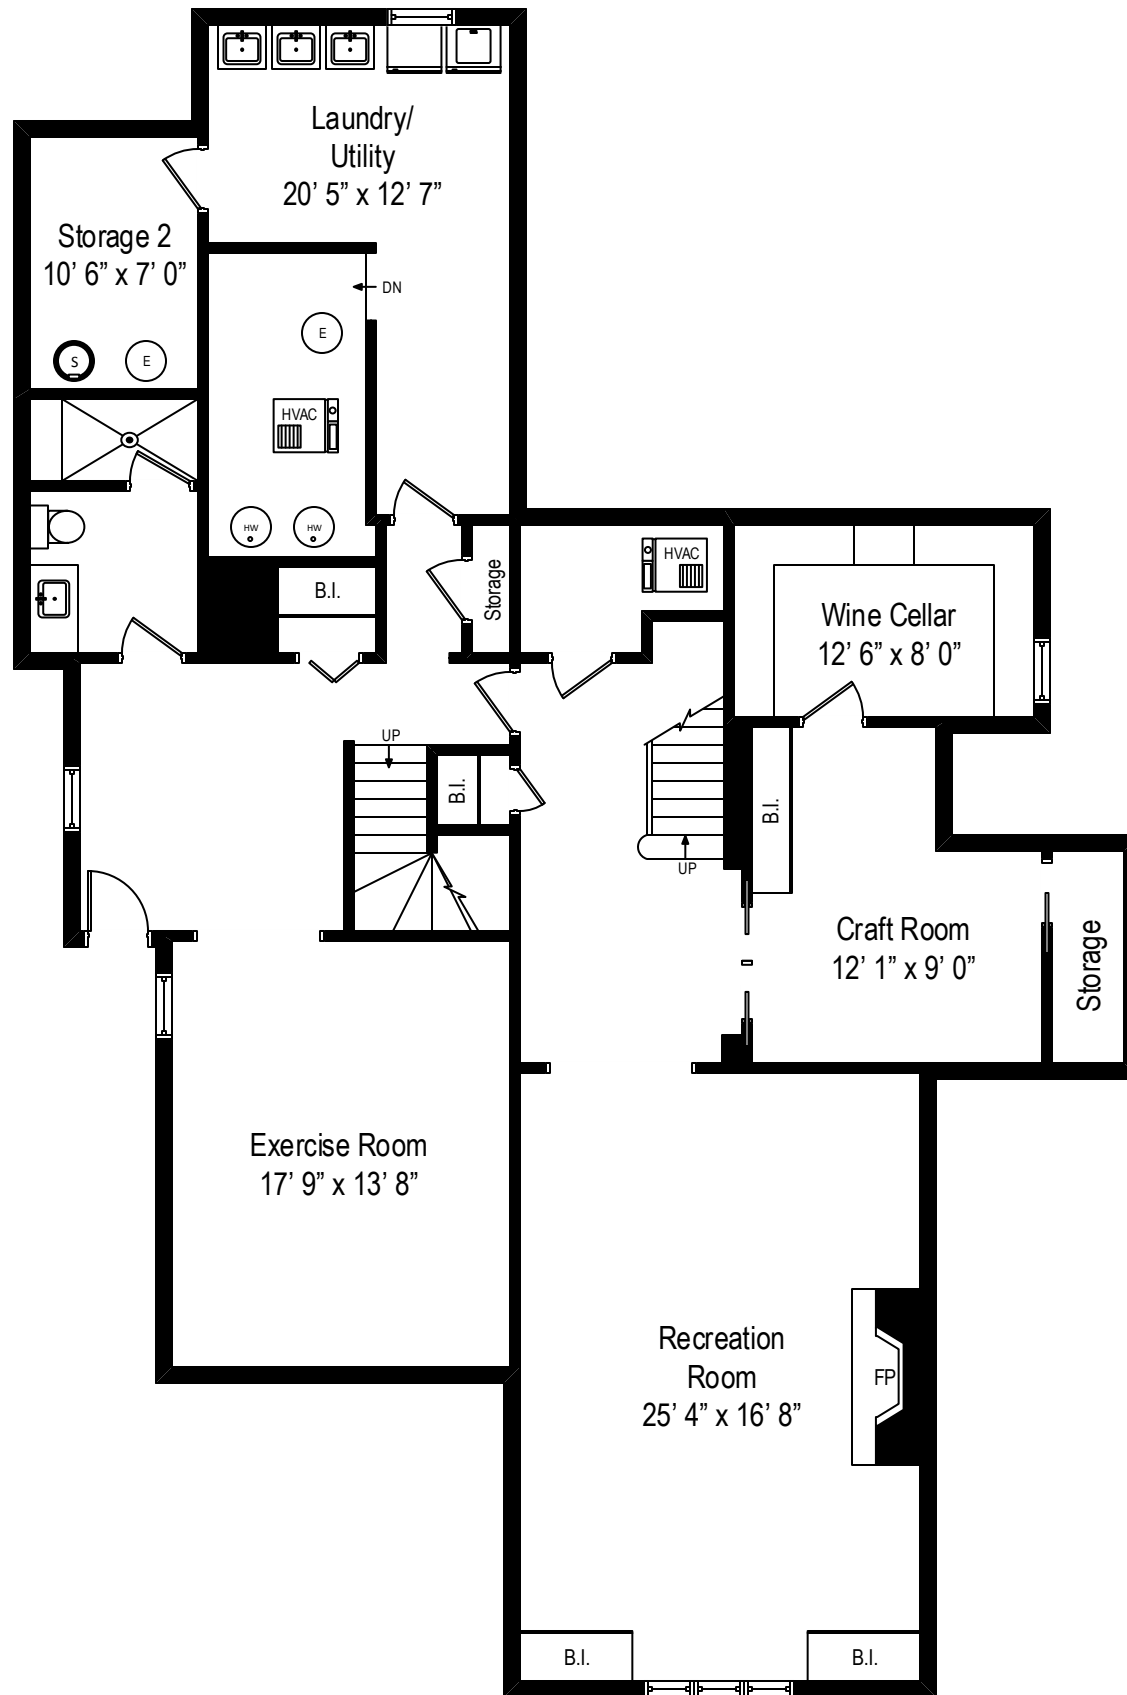 Laundry/
Utility
20' 5” x 12' 7”
Storage 2
10' 6” x 7' 0”
DN
E
S
E
HVAC
HW
HW
B.I.
Storage
HVAC
Wine Cellar
12' 6” x 8' 0”
UP
B.I.
B.I.
UP
Craft Room
12' 1” x 9' 0”
Storage
Exercise Room
17' 9” x 13' 8”
Recreation
Room
25' 4” x 16' 8”
FP
B.I.
B.I.